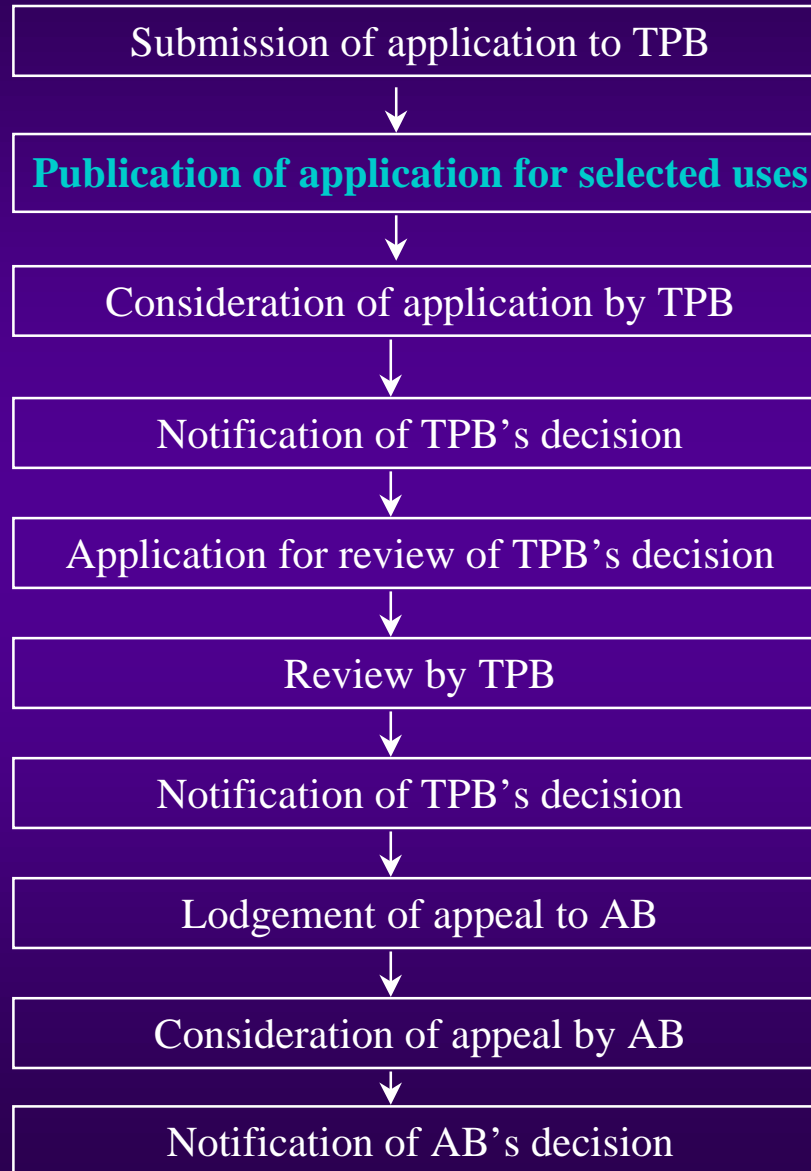 Submission of application to TPB
Publication of application for selected uses
Consideration of application by TPB
Notification of TPB’s decision
Application for review of TPB’s decision
Review by TPB
Notification of TPB’s decision
Lodgement of appeal to AB
Consideration of appeal by AB
Notification of AB’s decision